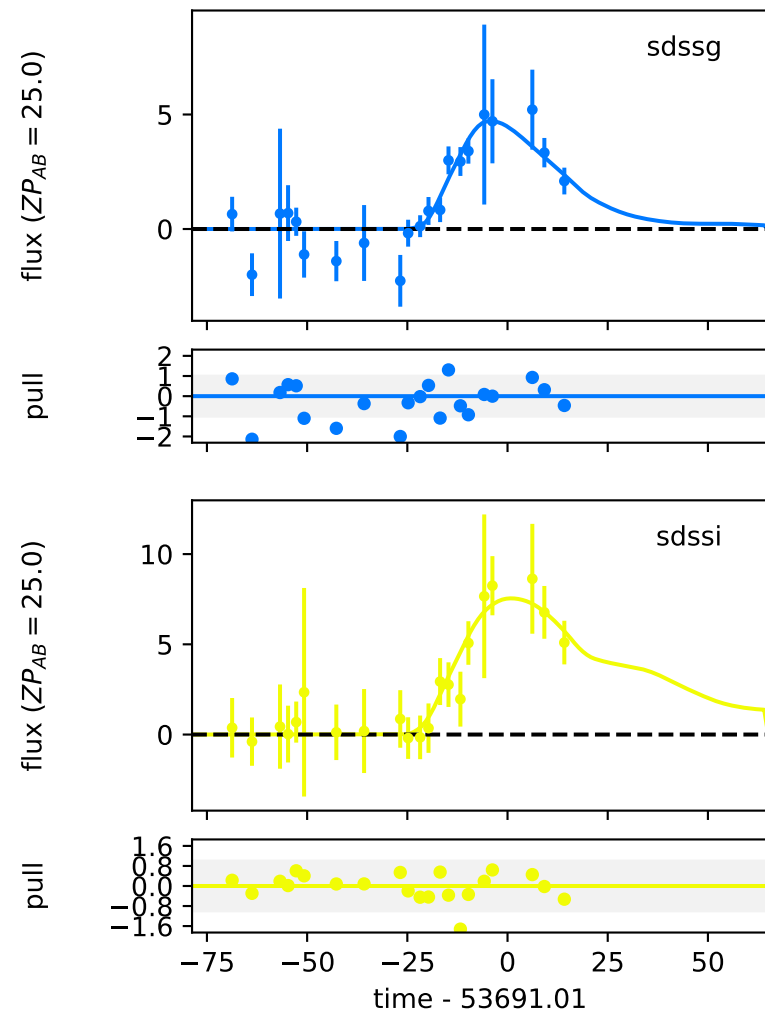 sdssg
flux (ZP_AB = 25.0)
5
0
pull
2
1
0
−1
−2
sdssi
flux (ZP_AB = 25.0)
10
5
0
pull
1.6
0.8
0.0
−0.8
−1.6
−75 −50 −25 0 25 50
time - 53691.01